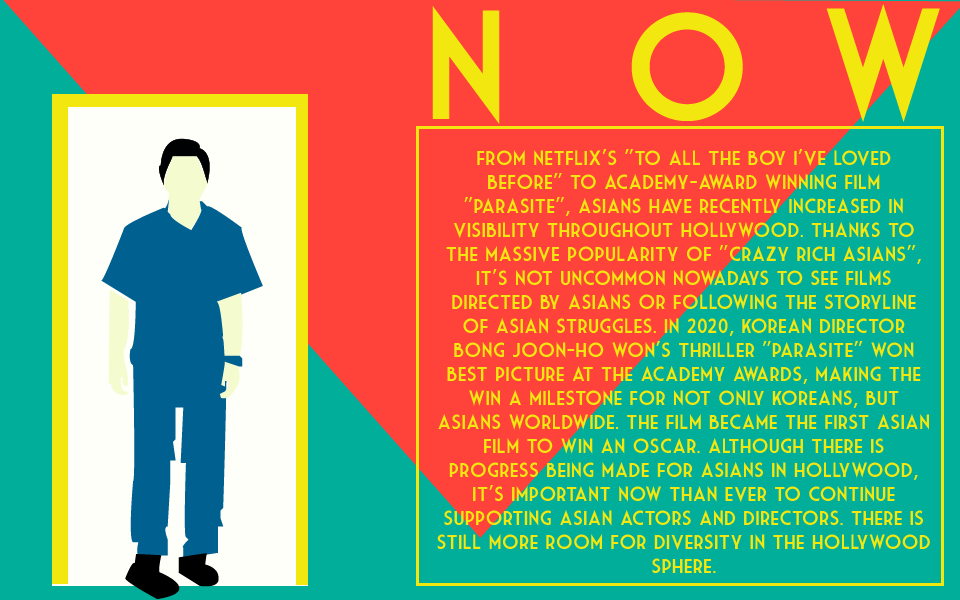 NOW
FROM NETFLIX'S "TO ALL THE BOY I'VE LOVED
BEFORE" TO ACADEMY-AWARD WINNING FILM
"PARASITE", ASIANS HAVE RECENTLY INCREASED IN
VISIBILITY THROUGHOUT HOLLYWOOD. THANKS TO
THE MASSIVE POPULARITY OF "CRAZY RICH ASIANS",
IT'S NOT UNCOMMON NOWADAYS TO SEE FILMS
DIRECTED BY ASIANS OR FOLLOWING THE STORYLINE
OF ASIAN STRUGGLES. IN 2020, KOREAN DIRECTOR
BONG JOON-HO WON'S THRILLER "PARASITE" WON
BEST PICTURE AT THE ACADEMY AWARDS, MAKING THE
WIN A MILESTONE FOR NOT ONLY KOREANS, BUT
ASIANS WORLDWIDE. THE FILM BECAME THE FIRST ASIAN
FILM TO WIN AN OSCAR. ALTHOUGH THERE IS
PROGRESS BEING MADE FOR ASIANS IN HOLLYWOOD,
IT'S IMPORTANT NOW THAN EVER TO CONTINUE
SUPPORTING ASIAN ACTORS AND DIRECTORS. THERE IS
STILL MORE ROOM FOR DIVERSITY IN THE HOLLYWOOD
SPHERE.